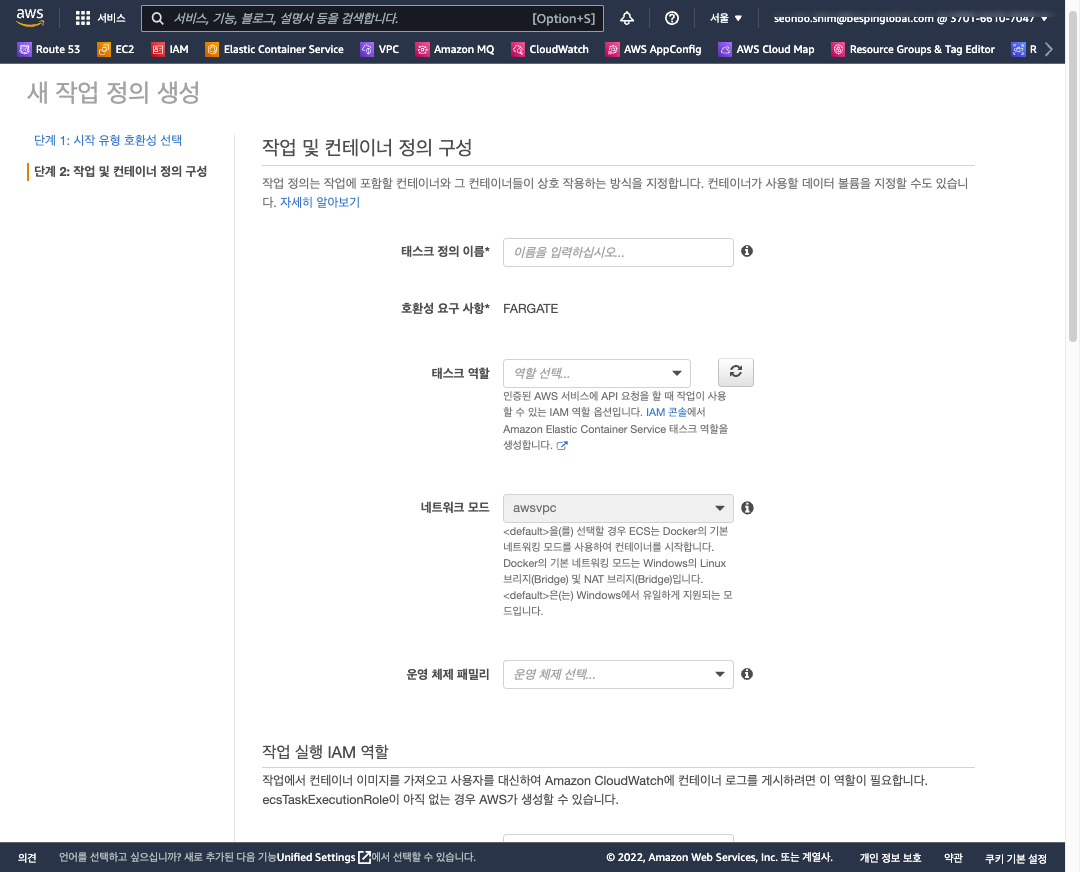 aws 서비스 서비스, 기능, 블로그, 설명서 등을 검색합니다. [Option+S] 서울 seonbo.shim@bespinglobal.com @ 3701-6610-7047
Route 53 EC2 IAM Elastic Container Service VPC Amazon MQ CloudWatch AWS AppConfig AWS Cloud Map Resource Groups & Tag Editor R
새 작업 정의 생성
단계 1: 시작 유형 호환성 선택
단계 2: 작업 및 컨테이너 정의 구성
작업 및 컨테이너 정의 구성
작업 정의는 작업에 포함할 컨테이너와 그 컨테이너들이 상호 작용하는 방식을 지정합니다. 컨테이너가 사용할 데이터 볼륨을 지정할 수도 있습니
다. 자세히 알아보기
태스크 정의 이름* 이름을 입력하십시오...
호환성 요구 사항* FARGATE
태스크 역할 역할 선택...
인증된 AWS 서비스에 API 요청을 할 때 작업이 사용
할 수 있는 IAM 역할 옵션입니다. IAM 콘솔에서
Amazon Elastic Container Service 태스크 역할을
생성합니다.
네트워크 모드 awsvpc
<default>을(를) 선택할 경우 ECS는 Docker의 기본
네트워킹 모드를 사용하여 컨테이너를 시작합니다.
Docker의 기본 네트워킹 모드는 Windows의 Linux
브리지(Bridge) 및 NAT 브리지(Bridge)입니다.
<default>은(는) Windows에서 유일하게 지원되는 모
드입니다.
운영 체제 패밀리 운영 체제 선택...
작업 실행 IAM 역할
작업에서 컨테이너 이미지를 가져오고 사용자를 대신하여 Amazon CloudWatch에 컨테이너 로그를 게시하려면 이 역할이 필요합니다.
ecsTaskExecutionRole이 아직 없는 경우 AWS가 생성할 수 있습니다.
의견 언어를 선택하고 싶으십니까? 새로 추가된 다음 기능Unified Settings에서 선택할 수 있습니다. © 2022, Amazon Web Services, Inc. 또는 계열사. 개인 정보 보호 약관 쿠키 기본 설정